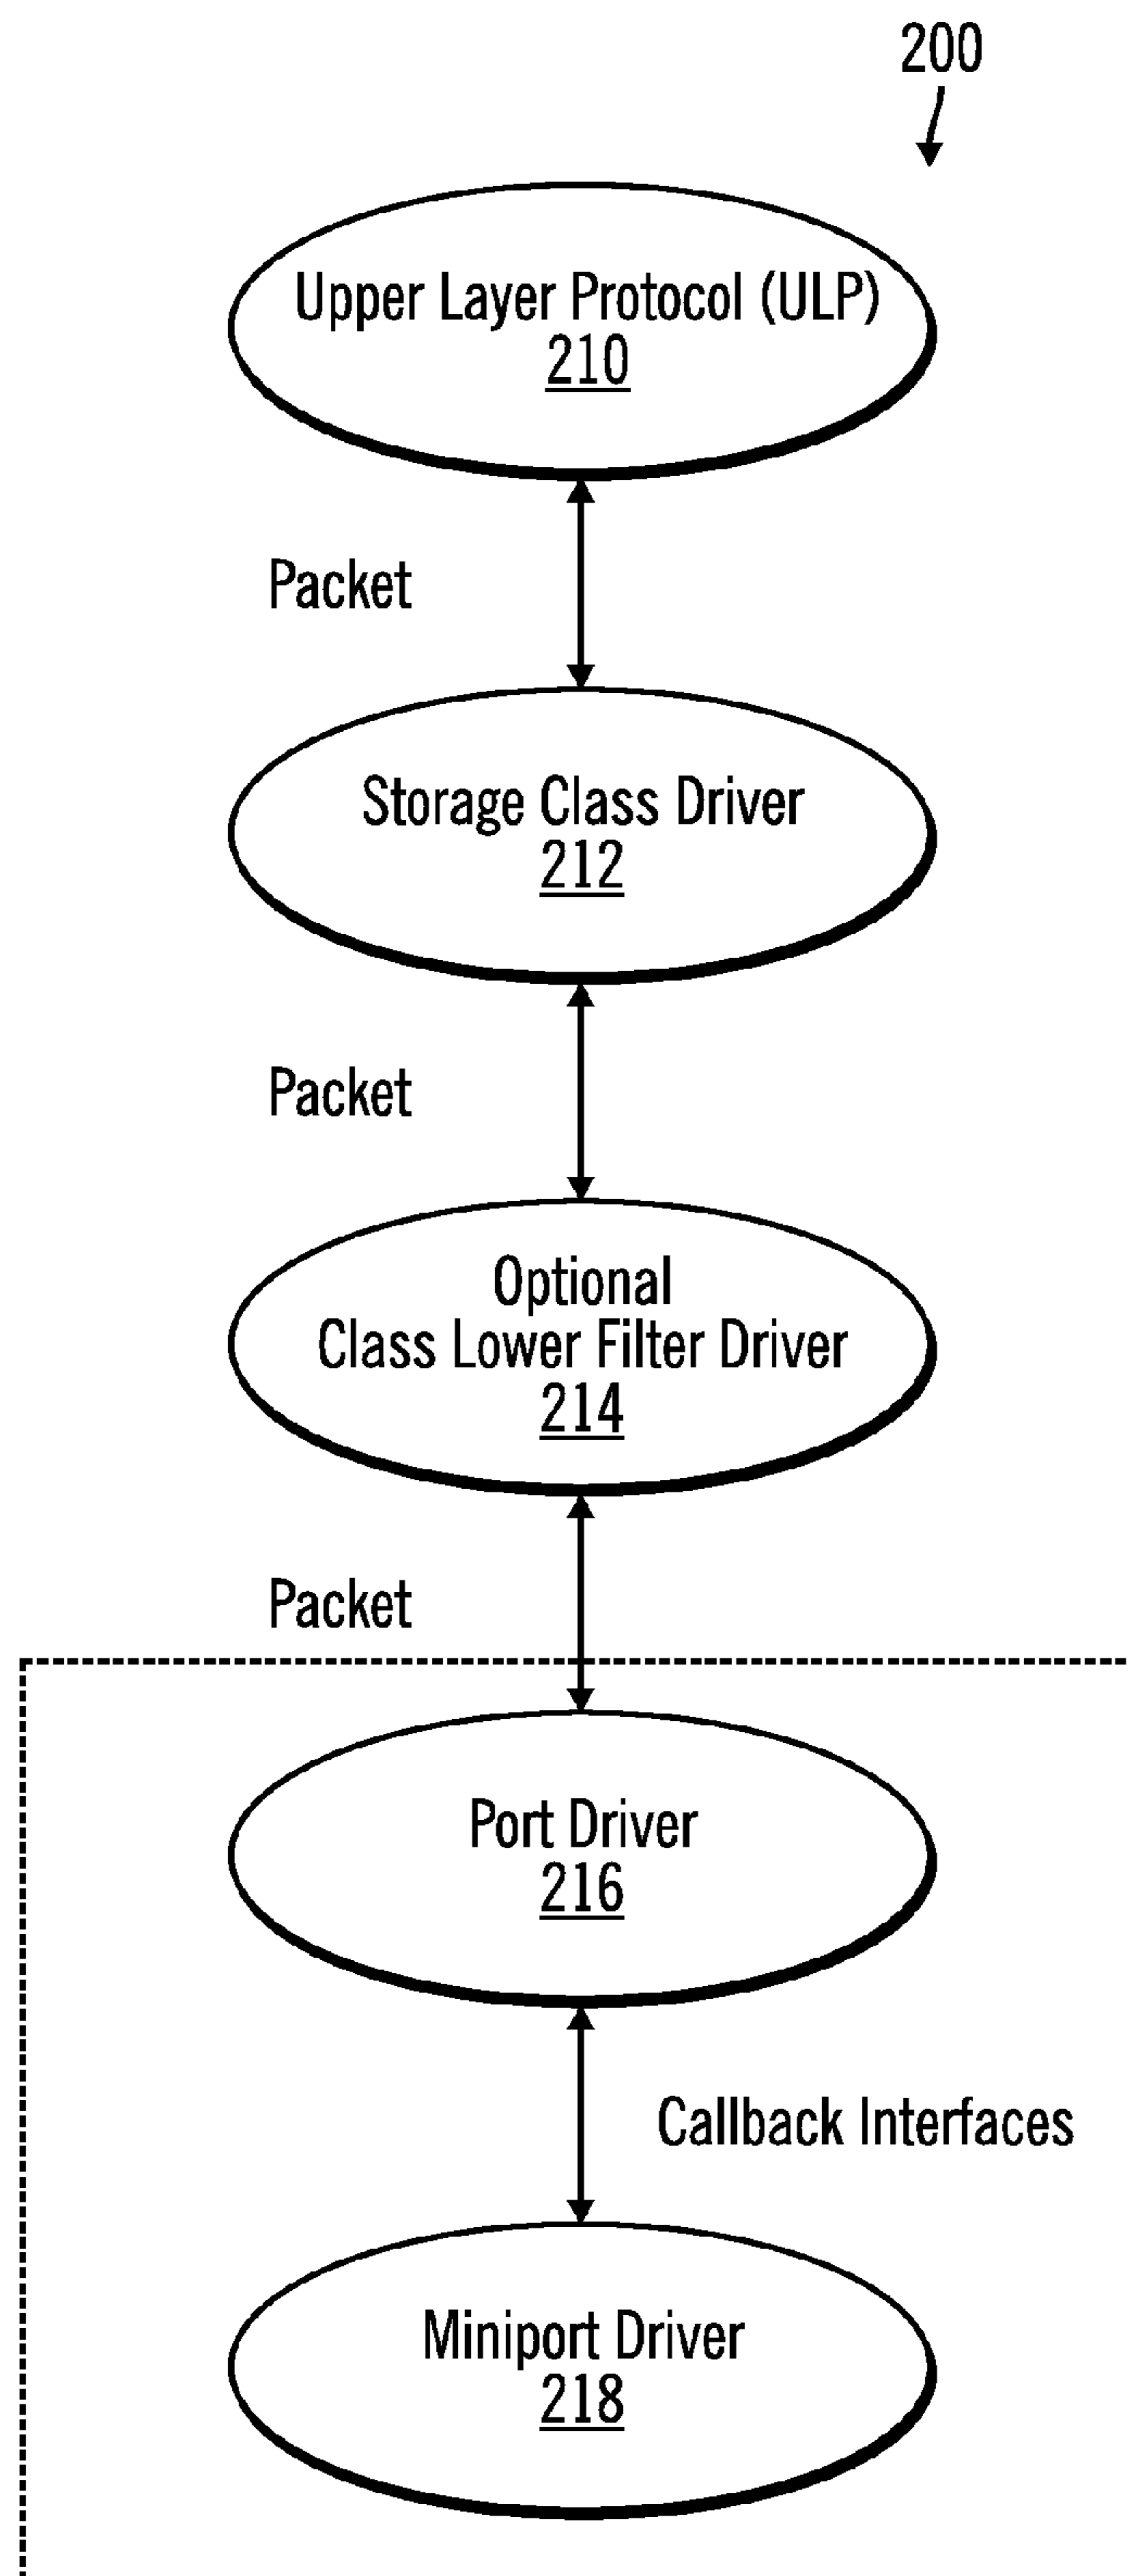 200
Upper Layer Protocol (ULP)
210
Packet
Storage Class Driver
212
Packet
Optional
Class Lower Filter Driver
214
Packet
Port Driver
216
Callback Interfaces
Miniport Driver
218